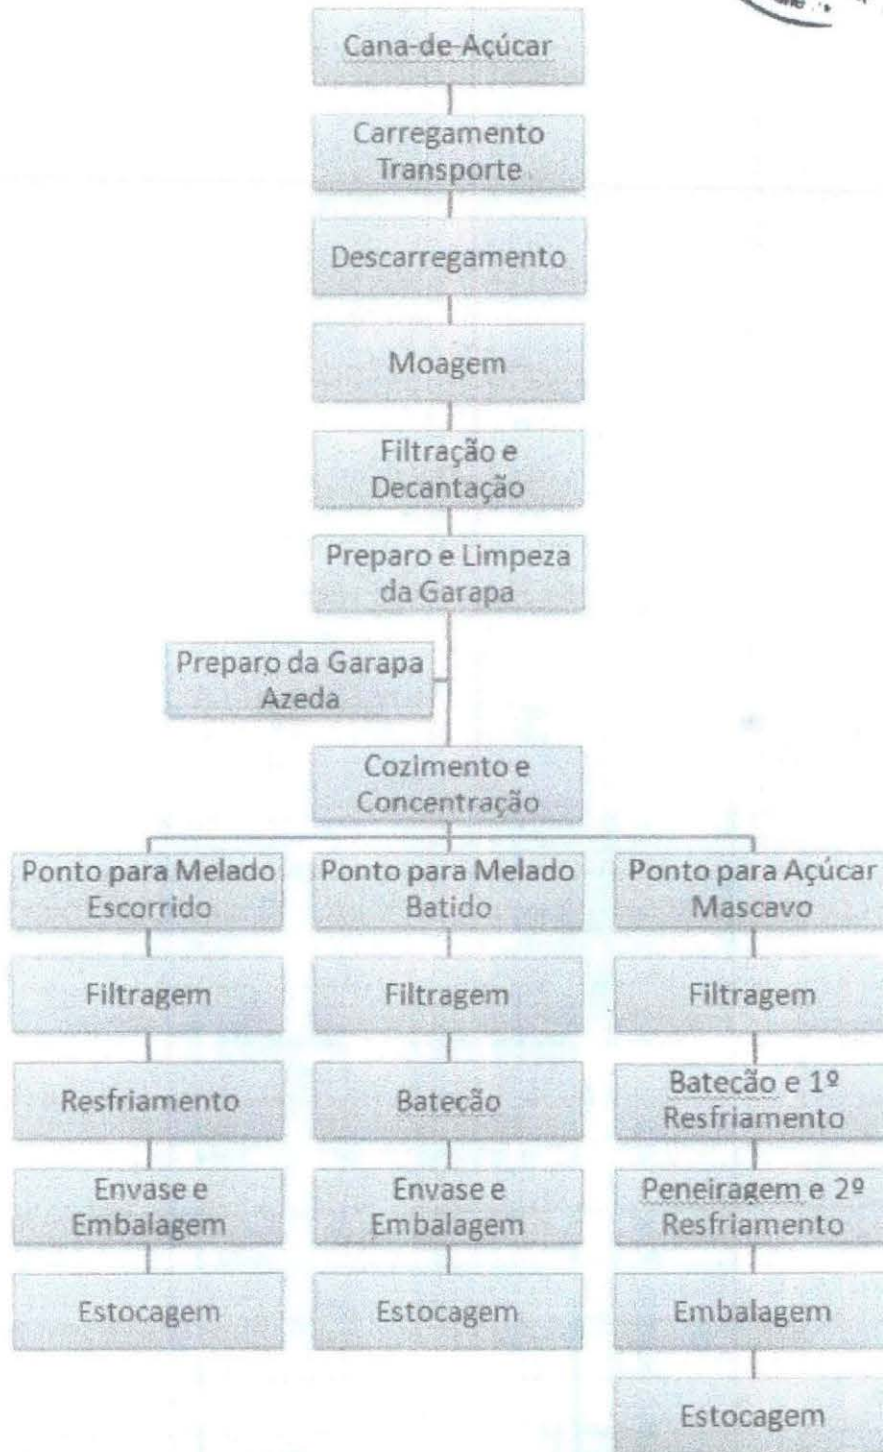 Cana-de-Açúcar
Carregamento
Transporte
Descarregamento
Moagem
Filtração e
Decantação
Preparo e Limpeza
da Garapa
Preparo da Garapa
Azeda
Cozimento e
Concentração
Ponto para Melado
Escorrido
Filtragem
Resfriamento
Envase e
Embalagem
Estocagem
Ponto para Melado
Batido
Filtragem
Bateção
Envase e
Embalagem
Estocagem
Ponto para Açúcar
Mascavo
Filtragem
Bateção e 1º
Resfriamento
Peneiragem e 2º
Resfriamento
Embalagem
Estocagem